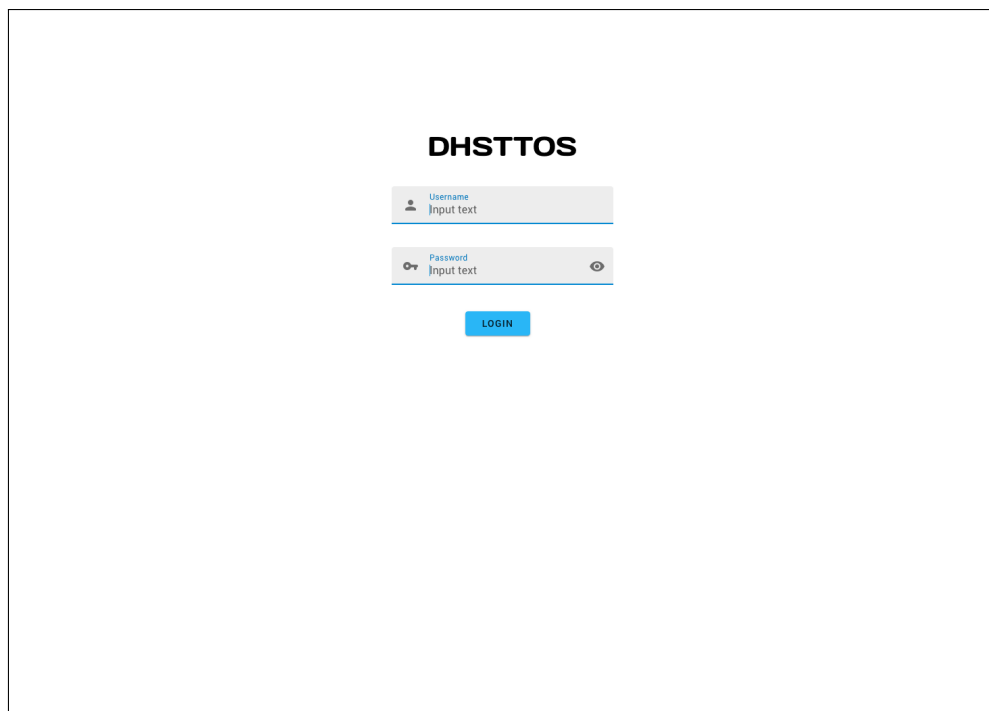 DHSTTOS
Username
Input text
Password
Input text
LOGIN